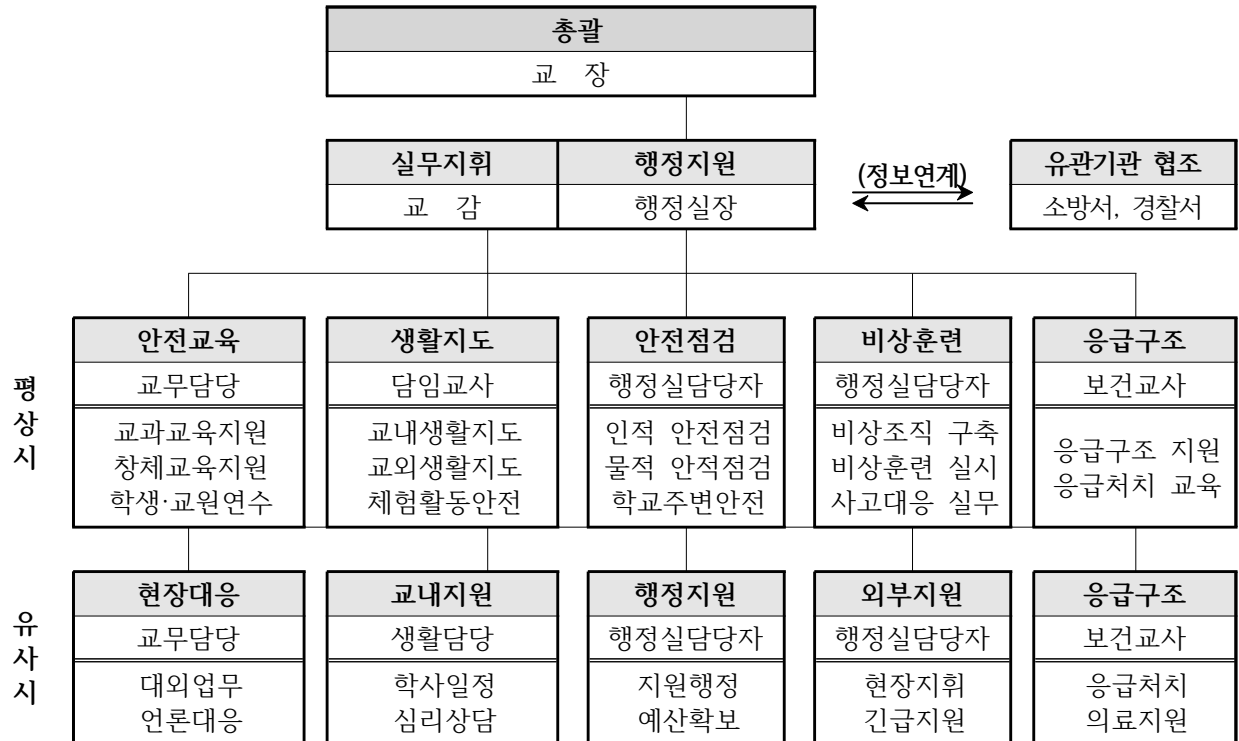 총괄
교 장
실무지휘 행정지원
교 감 행정실장
(정보연계)
유관기관 협조
소방서, 경찰서
평상시
안전교육 생활지도 안전점검 비상훈련 응급구조
교무담당 담임교사 행정실담당자 행정실담당자 보건교사
교과교육지원 교내생활지도 인적 안전점검 비상조직 구축 응급구조 지원
창체교육지원 교외생활지도 물적 안적점검 비상훈련 실시 응급처치 교육
학생·교원연수 체험활동안전 학교주변안전 사고대응 실무
유사시
현장대응 교내지원 행정지원 외부지원 응급구조
교무담당 생활담당 행정실담당자 행정실담당자 보건교사
대외업무 학사일정 지원행정 현장지휘 응급처치
언론대응 심리상담 예산확보 긴급지원 의료지원